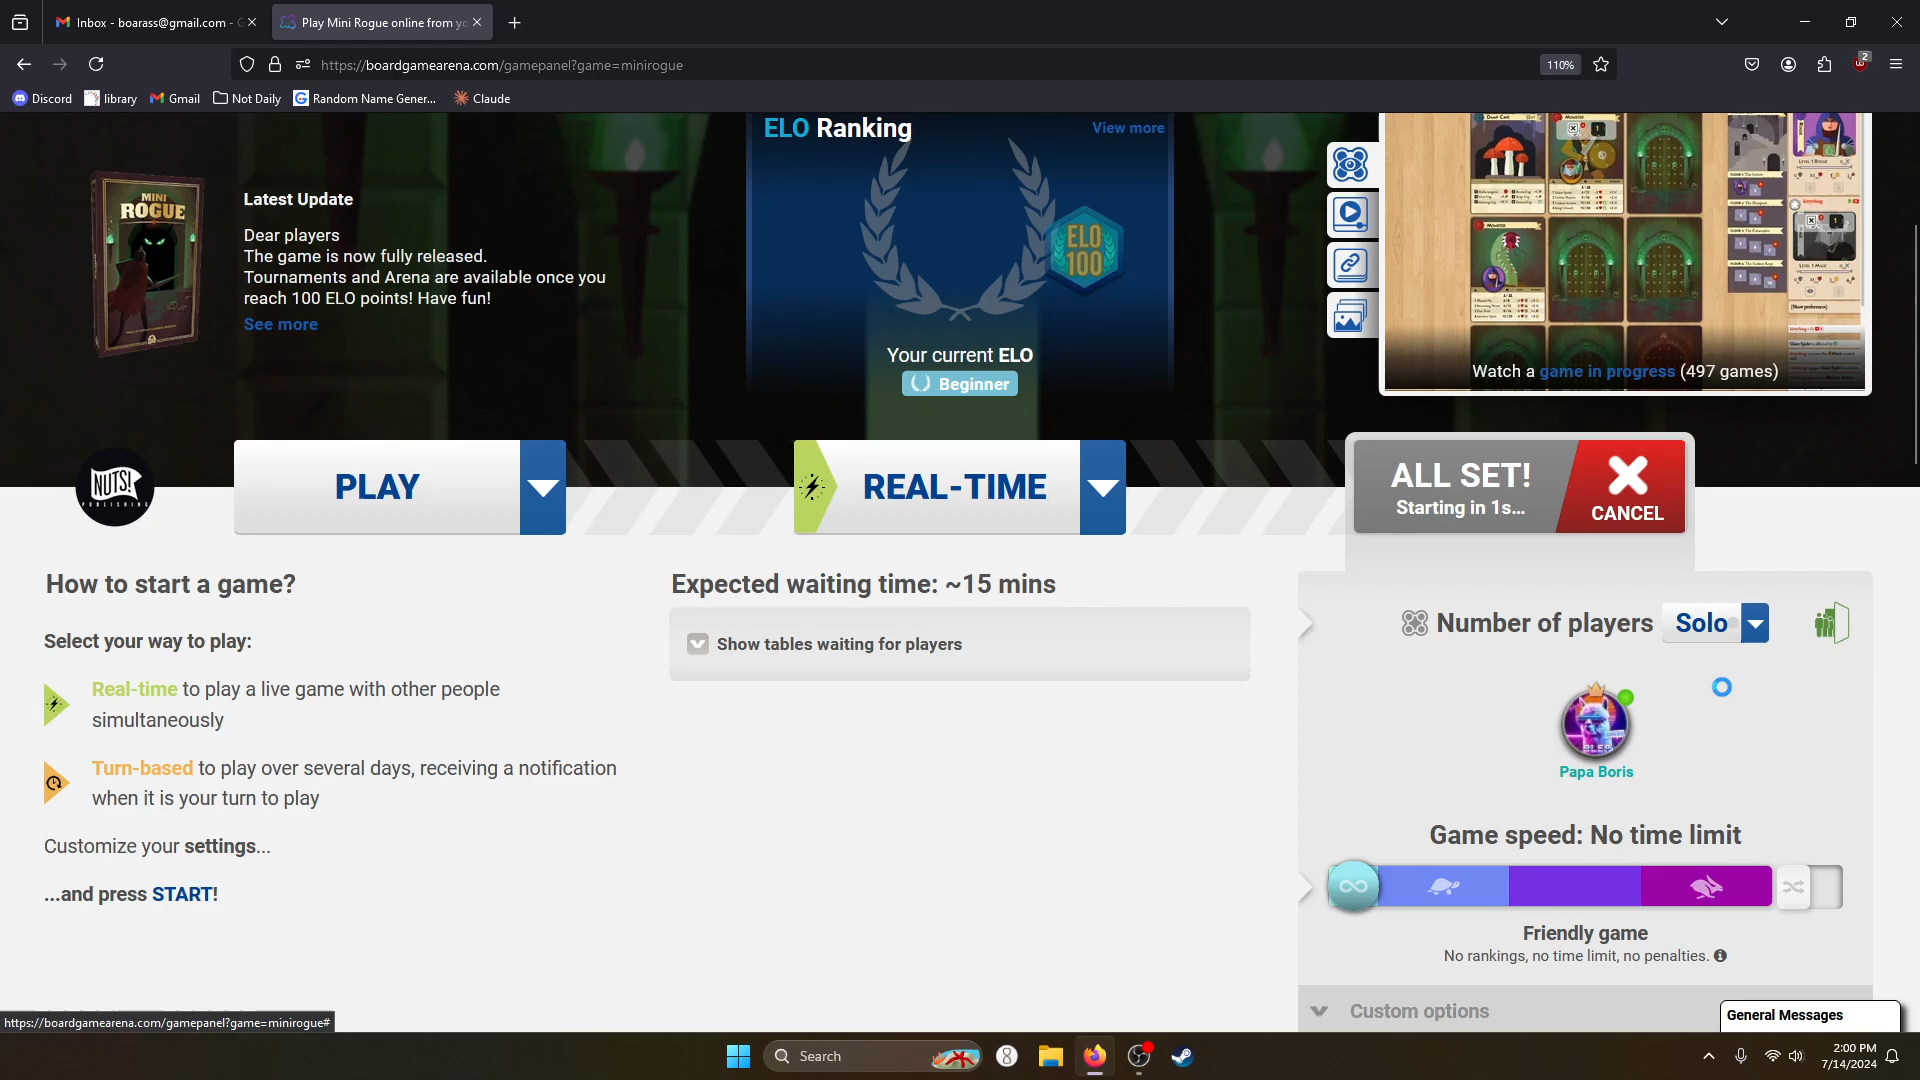 Inbox - boarass@gmail.com - G
Play Mini Rogue online from yo
https://boardgamearena.com/gamepanel?game=minirogue
110%
2
Discord
library
Gmail
Not Daily
Random Name Gener...
Claude
ELO Ranking
View more
MINI
ROGUE
Latest Update
Dear players
The game is now fully released.
Tournaments and Arena are available once you
reach 100 ELO points! Have fun!
See more
ELO
100
Your current ELO
Beginner
Watch a game in progress (497 games)
NUTS!
PUBLISHING
PLAY
REAL-TIME
ALL SET!
Starting in 1s...
CANCEL
How to start a game?
Select your way to play:
Real-time to play a live game with other people
simultaneously
Turn-based to play over several days, receiving a notification
when it is your turn to play
Customize your settings...
...and press START!
Expected waiting time: ~15 mins
Show tables waiting for players
Number of players
Solo
Papa Boris
Game speed: No time limit
Friendly game
No rankings, no time limit, no penalties.
Custom options
General Messages
https://boardgamearena.com/gamepanel?game=minirogue#
Search
2:00 PM
7/14/2024